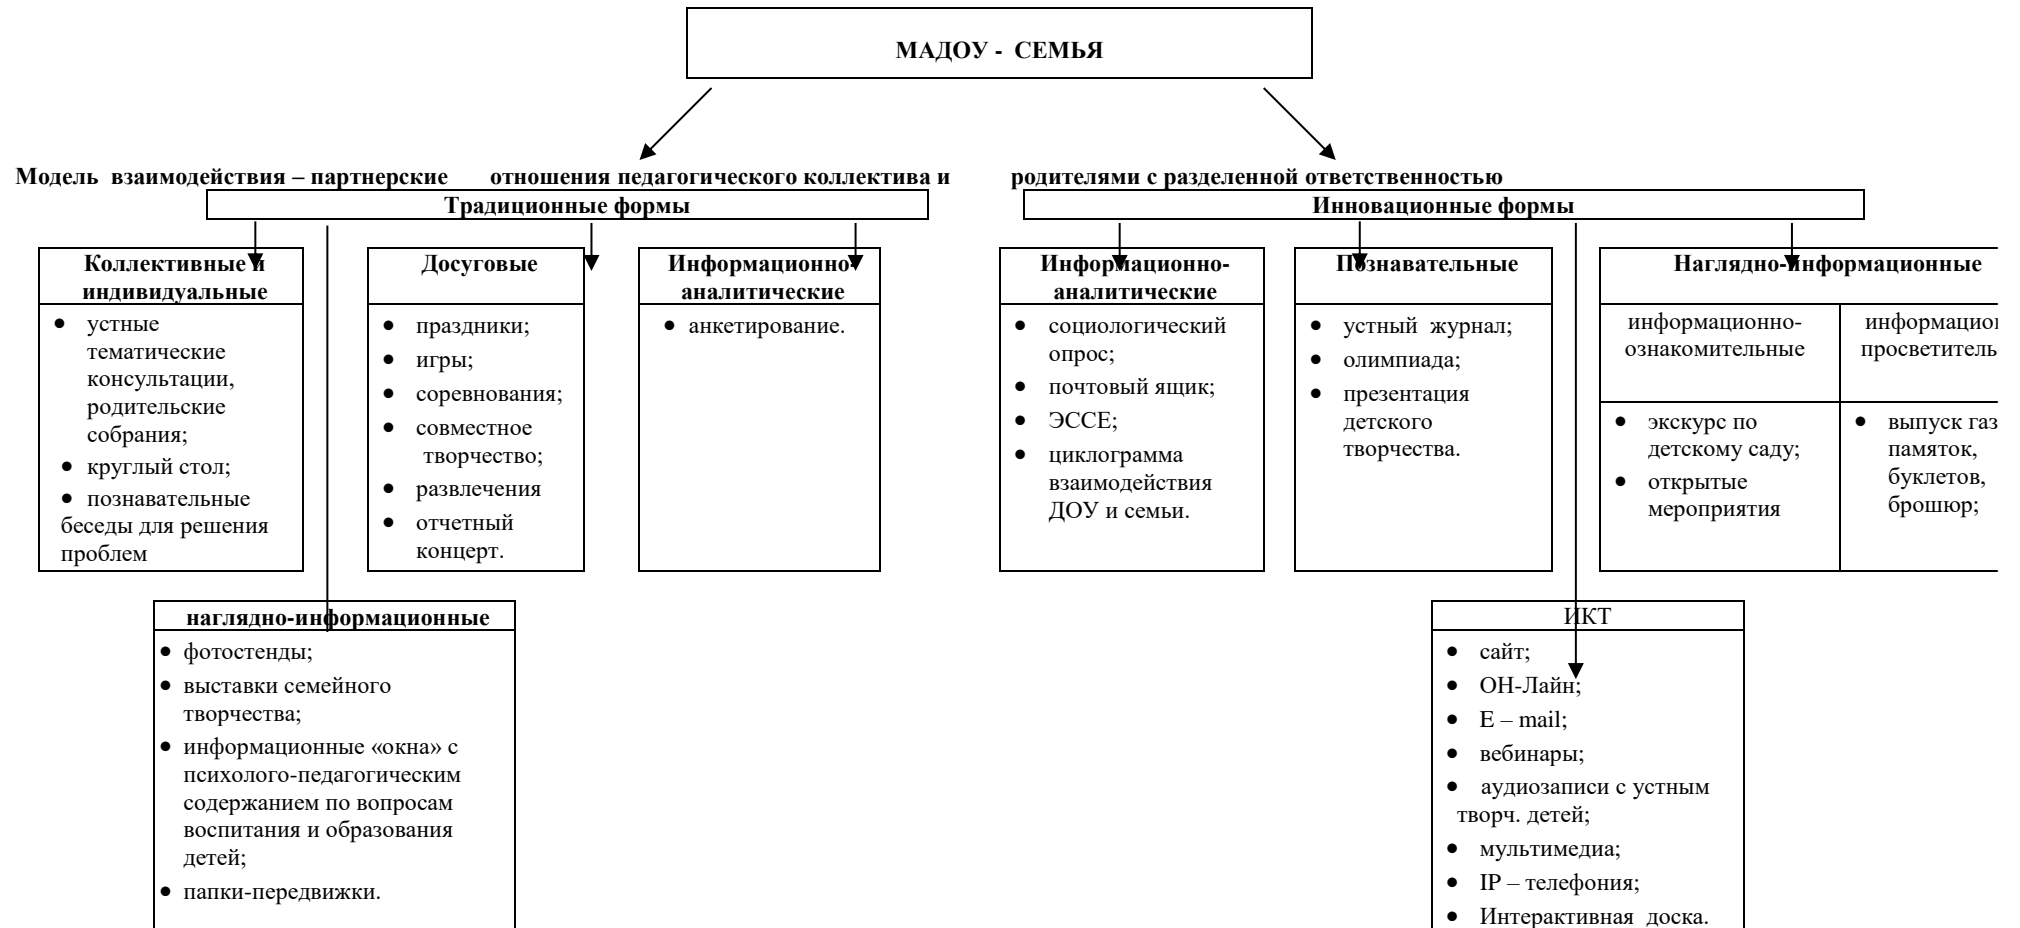 МАДОУ - СЕМЬЯ
Модель взаимодействия – партнерские отношения педагогического коллектива и родителями с разделенной ответственностью
Традиционные формы
Коллективные и
индивидуальные
• устные
тематические
консультации,
родительские
собрания;
• круглый стол;
• познавательные
беседы для решения
проблем
Досуговые
• праздники;
• игры;
• соревнования;
• совместное
творчество;
• развлечения
• отчетный
концерт.
Информационно-
аналитические
• анкетирование.
наглядно-информационные
• фотостенды;
• выставки семейного
творчества;
• информационные «окна» с
психолого-педагогическим
содержанием по вопросам
воспитания и образования
детей;
• папки-передвижки.
Инновационные формы
Информационно-
аналитические
• социологический
опрос;
• почтовый ящик;
• ЭССЕ;
• циклограмма
взаимодействия
ДОУ и семьи.
Познавательные
• устный журнал;
• олимпиада;
• презентация
детского
творчества.
Наглядно-информационные
информационно-
ознакомительные
• экскурс по
детскому саду;
• открытые
мероприятия
• выпуск
памяток,
буклетов,
брошюр;
ИКТ
• сайт;
• ОН-Лайн;
• E – mail;
• вебинары;
• аудиозаписи с устным
творч. детей;
• мультимедиа;
• IP – телефония;
• Интерактивная доска.